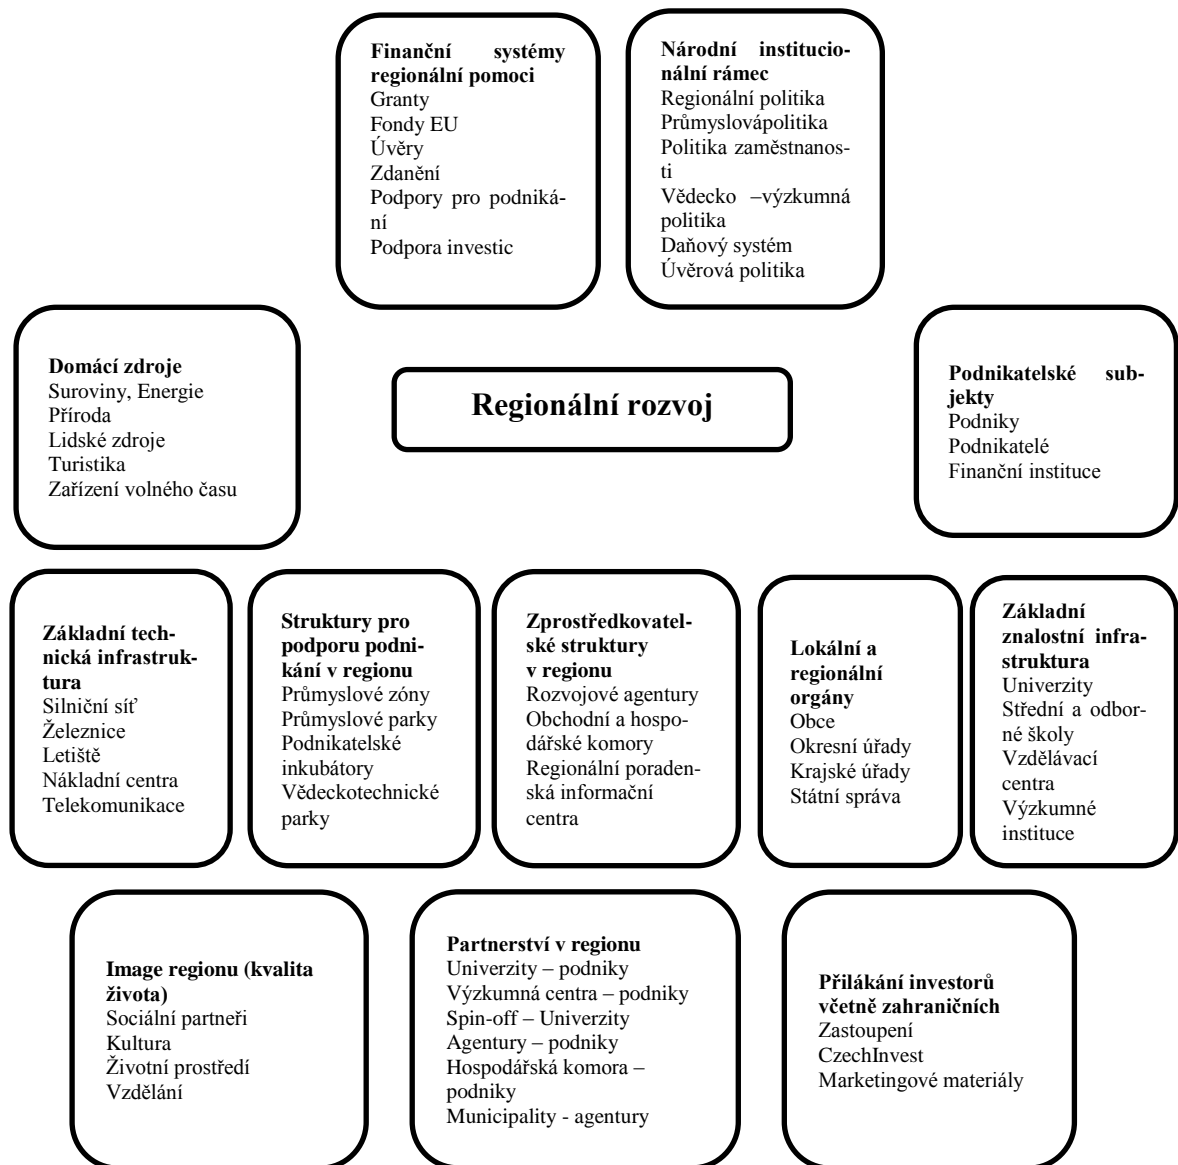 Finanční systémy
regionální pomoci
Granty
Fondy EU
Úvěry
Zdanění
Podpory pro podniká-
ní
Podpora investic
Národní institucio-
nální rámec
Regionální politika
Průmyslovápolitika
Politika zaměstnanos-
ti
Vědecko –výzkumná
politika
Daňový systém
Úvěrová politika
Domácí zdroje
Suroviny, Energie
Příroda
Lidské zdroje
Turistika
Zařízení volného času
Regionální rozvoj
Podnikatelské sub-
jekty
Podniky
Podnikatelé
Finanční instituce
Základní tech-
nická infrastruk-
tura
Silniční síť
Železnice
Letiště
Nákladní centra
Telekomunikace
Struktury pro
podporu podni-
kání v regionu
Průmyslové zóny
Průmyslové parky
Podnikatelské
inkubátory
Vědeckotechnické
parky
Zprostředkovatel-
ské struktury
v regionu
Rozvojové agentury
Obchodní a hospo-
dářské komory
Regionální poraden-
ská informační
centra
Lokální a
regionální
orgány
Obce
Okresní úřady
Krajské úřady
Státní správa
Základní
znalostní infra-
struktura
Univerzity
Střední a odbor-
né školy
Vzdělávací
centra
Výzkumné
instituce
Image regionu (kvalita
života)
Sociální partneři
Kultura
Životní prostředí
Vzdělání
Partnerství v regionu
Univerzity – podniky
Výzkumná centra – podniky
Spin-off – Univerzity
Agentury – podniky
Hospodářská komora –
podniky
Municipality - agentury
Přilákání investorů
včetně zahraničních
Zastoupení
CzechInvest
Marketingové materiály